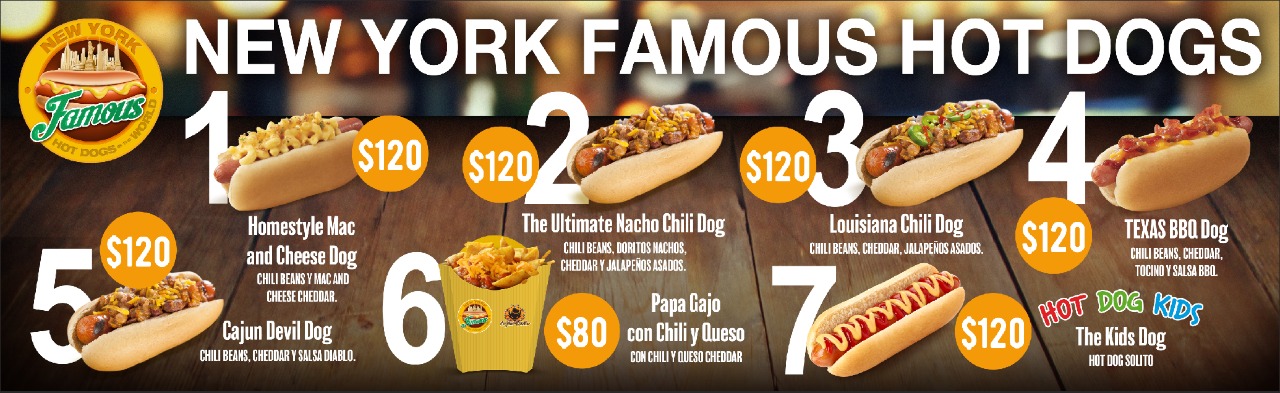 NEW YORK
Famous
HOT DOGS
WORLD
NEW YORK FAMOUS HOT DOGS
1
$120
Homestyle Mac
and Cheese Dog
CHILI BEANS Y MAC AND
CHEESE CHEDDAR.
$120
2
The Ultimate Nacho Chili Dog
CHILI BEANS, DORITOS NACHOS,
CHEDDAR Y JALAPEÑOS ASADOS.
$120
3
Louisiana Chili Dog
CHILI BEANS, CHEDDAR, JALAPEÑOS ASADOS.
4
$120
TEXAS BBQ Dog
CHILI BEANS, CHEDDAR,
TOCINO Y SALSA BBQ.
5
$120
Cajun Devil Dog
CHILI BEANS, CHEDDAR Y SALSA DIABLO.
6
Famous
$80
Papa Gajo
con Chili y Queso
CON CHILI Y QUESO CHEDDAR
7
$120
HOT DOG KIDS
The Kids Dog
HOT DOG SOLITO